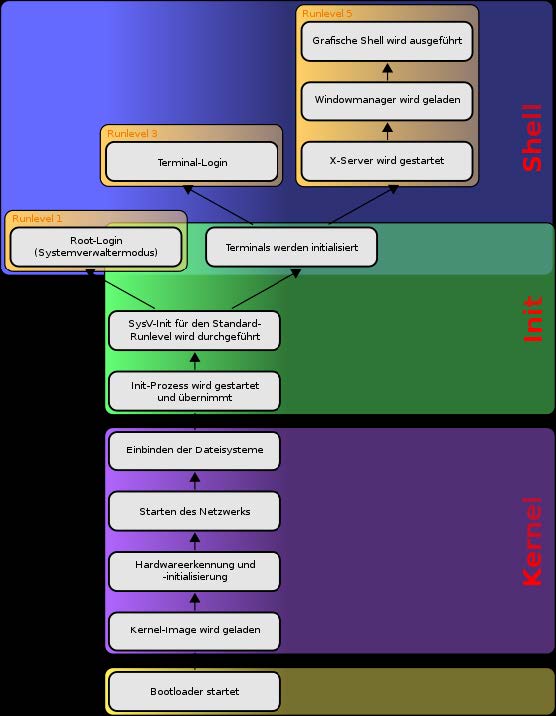 Runlevel 5
Grafische Shell wird ausgeführt
Windowmanager wird geladen
X-Server wird gestartet
Shell
Runlevel 3
Terminal-Login
Runlevel 1
Root-Login
(Systemverwaltermodus)
Terminals werden initialisiert
SysV-Init für den Standard-
Runlevel wird durchgeführt
Init-Prozess wird gestartet
und übernimmt
Init
Einbinden der Dateisysteme
Starten des Netzwerks
Hardwareerkennung und
-initialisierung
Kernel-Image wird geladen
Kernel
Bootloader startet